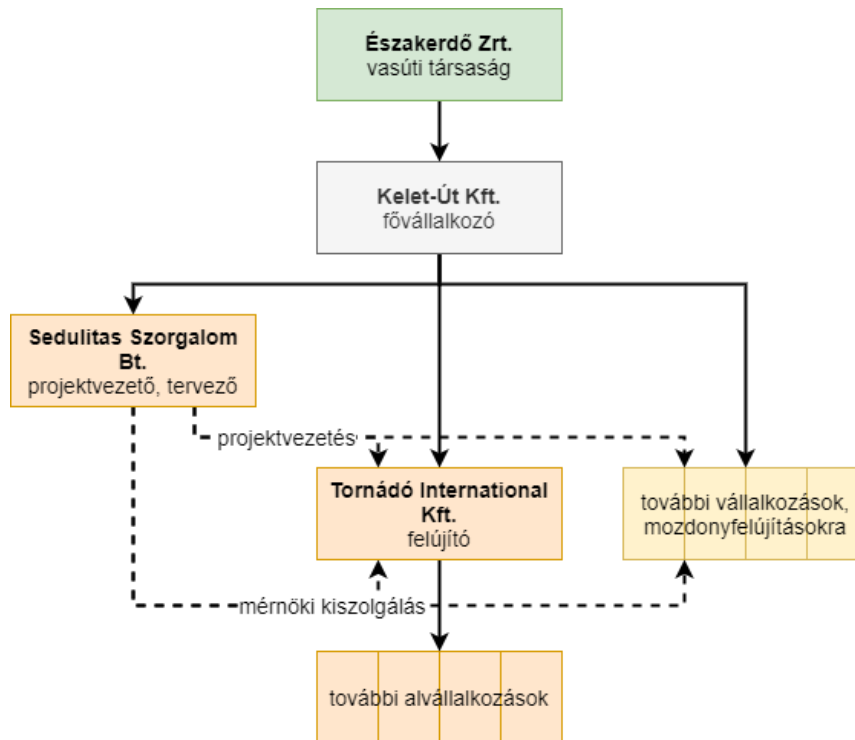 Északerdő Zrt.
vasúti társaság
Kelet-Út Kft.
fővállalkozó
Sedulitas Szorgalom
Bt.
projektvezető, tervező
projektvezetés
Tornádó International
Kft.
felújító
további vállalkozások,
mozdonyfelújításokra
mérnöki kiszolgálás
további alvállalkozások